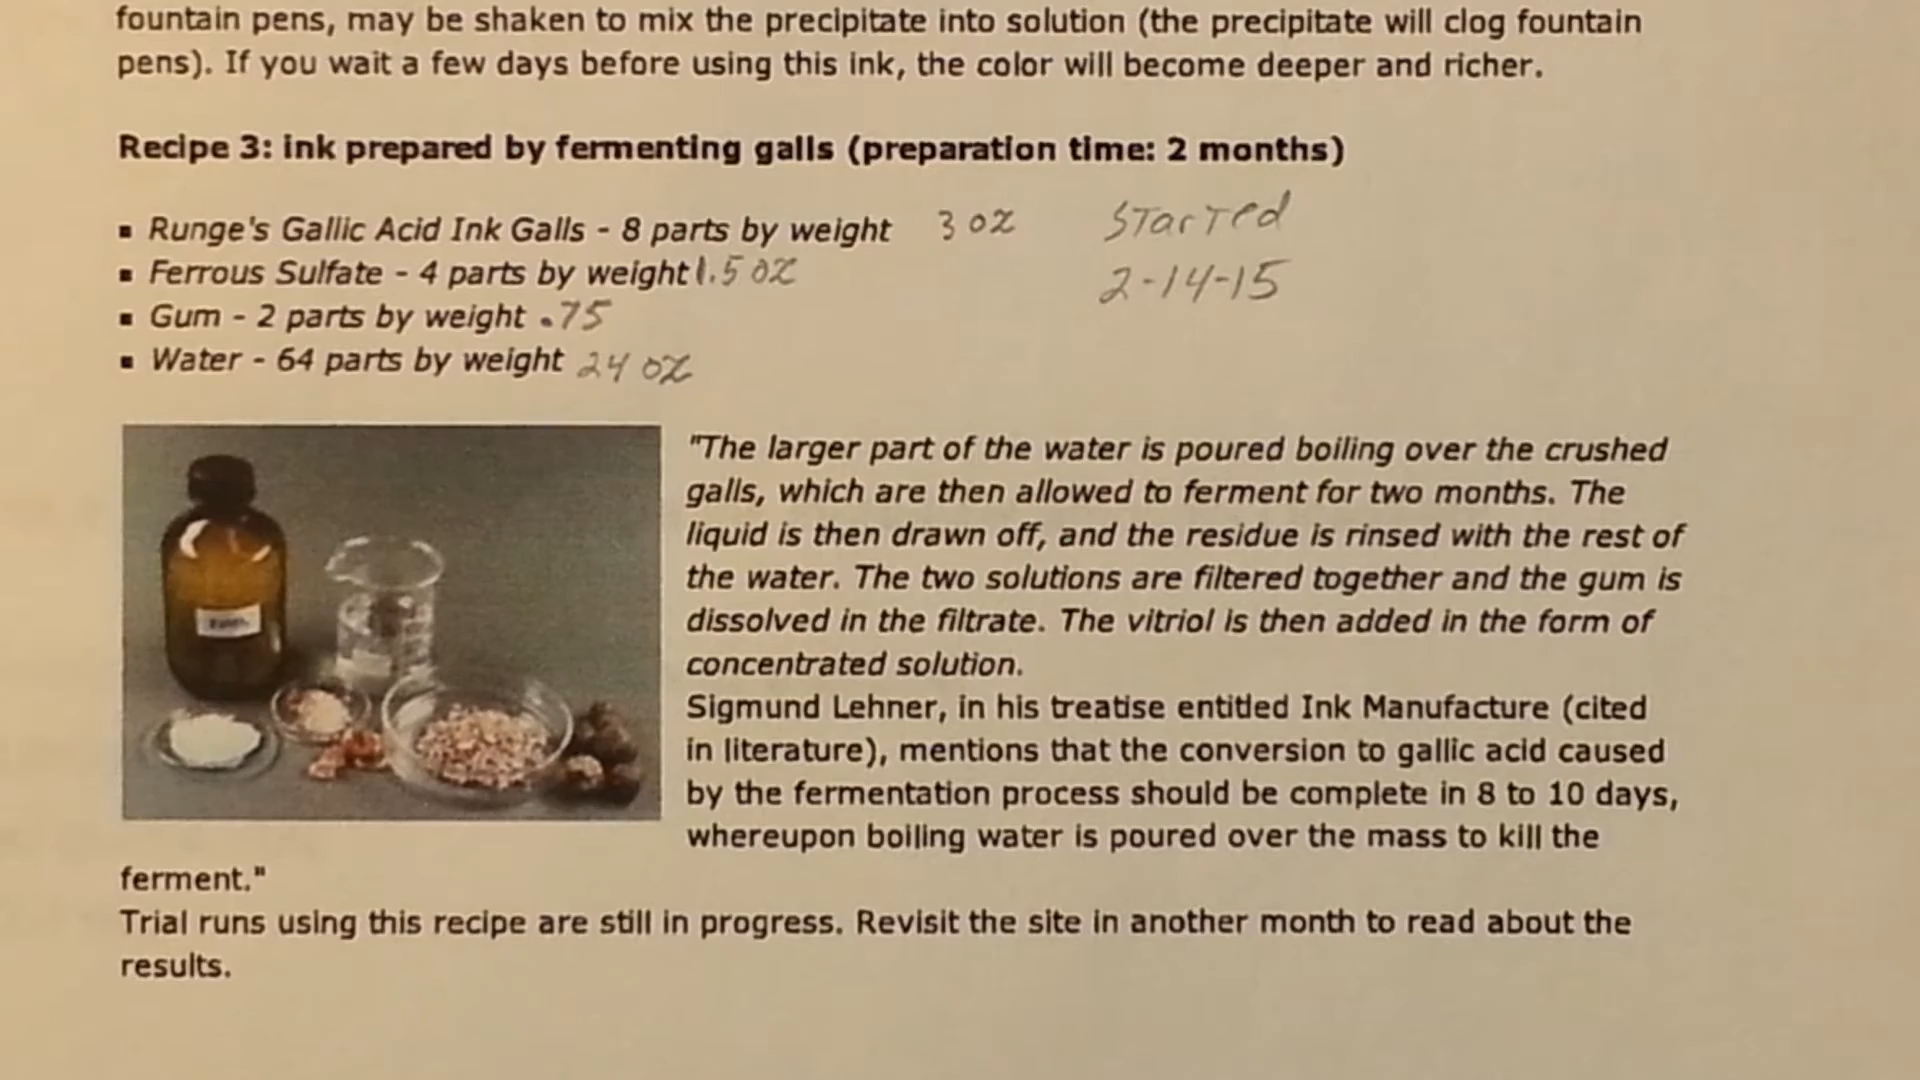 fountain pens, may be shaken to mix the precipitate into solution (the precipitate will clog fountain
pens). If you wait a few days before using this ink, the color will become deeper and richer.
Recipe 3: ink prepared by fermenting galls (preparation time: 2 months)
▪ Runge's Gallic Acid Ink Galls - 8 parts by weight 3 oz Started
▪ Ferrous Sulfate - 4 parts by weight 1.5 oz 2-14-15
▪ Gum - 2 parts by weight .75
▪ Water - 64 parts by weight 24 oz
"The larger part of the water is poured boiling over the crushed
galls, which are then allowed to ferment for two months. The
liquid is then drawn off, and the residue is rinsed with the rest of
the water. The two solutions are filtered together and the gum is
dissolved in the filtrate. The vitriol is then added in the form of
concentrated solution.
Sigmund Lehner, in his treatise entitled Ink Manufacture (cited
in literature), mentions that the conversion to gallic acid caused
by the fermentation process should be complete in 8 to 10 days,
whereupon boiling water is poured over the mass to kill the
ferment."
Trial runs using this recipe are still in progress. Revisit the site in another month to read about the
results.